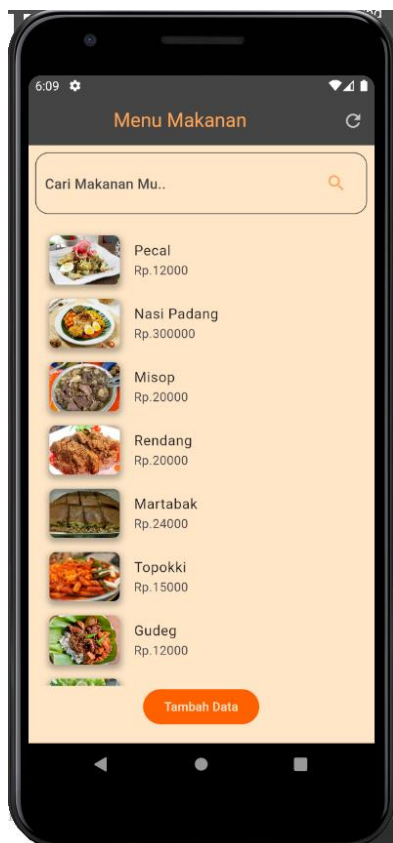 6:09
Menu Makanan
Cari Makanan Mu..
Pecal
Rp.12000
Nasi Padang
Rp.300000
Misop
Rp.20000
Rendang
Rp.20000
Martabak
Rp.24000
Topokki
Rp.15000
Gudeg
Rp.12000
Tambah Data